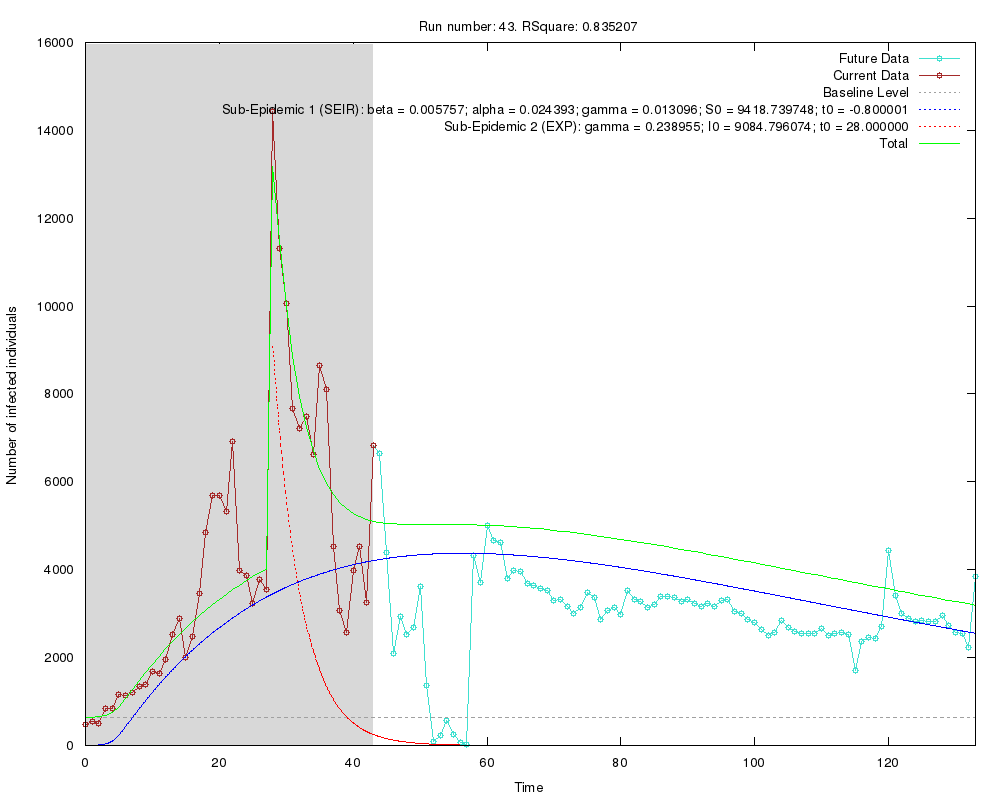 Run number: 43. RSquare: 0.835207
Future Data
Current Data
Baseline Level
Sub-Epidemic 1 (SEIR): beta = 0.005757; alpha = 0.024393; gamma = 0.013096; S0 = 9418.739748; t0 = -0.800001
Sub-Epidemic 2 (EXP): gamma = 0.238955; I0 = 9084.796074; t0 = 28.000000
Total
Number of infected individuals
16000
14000
12000
10000
8000
6000
4000
2000
0
0 20 40 60 80 100 120
Time